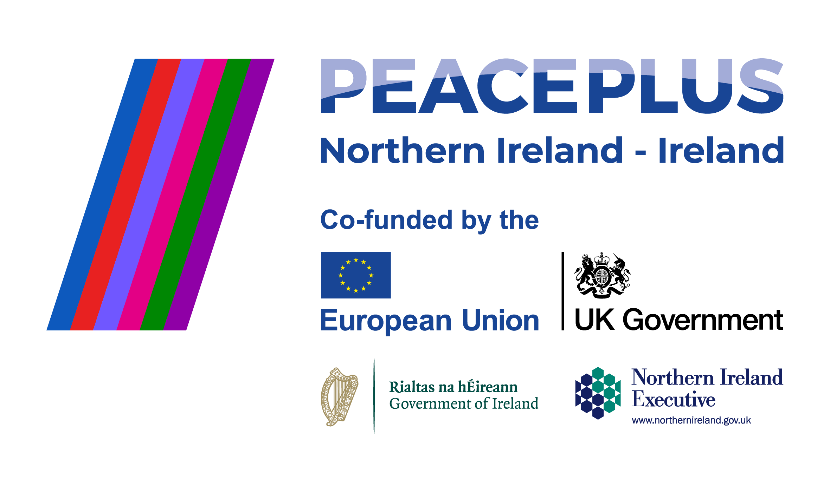 PEACEPLUS
Northern Ireland - Ireland
Co-funded by the
European Union
UK Government
Rialtas na hÉireann
Government of Ireland
Northern Ireland
Executive
www.northernireland.gov.uk